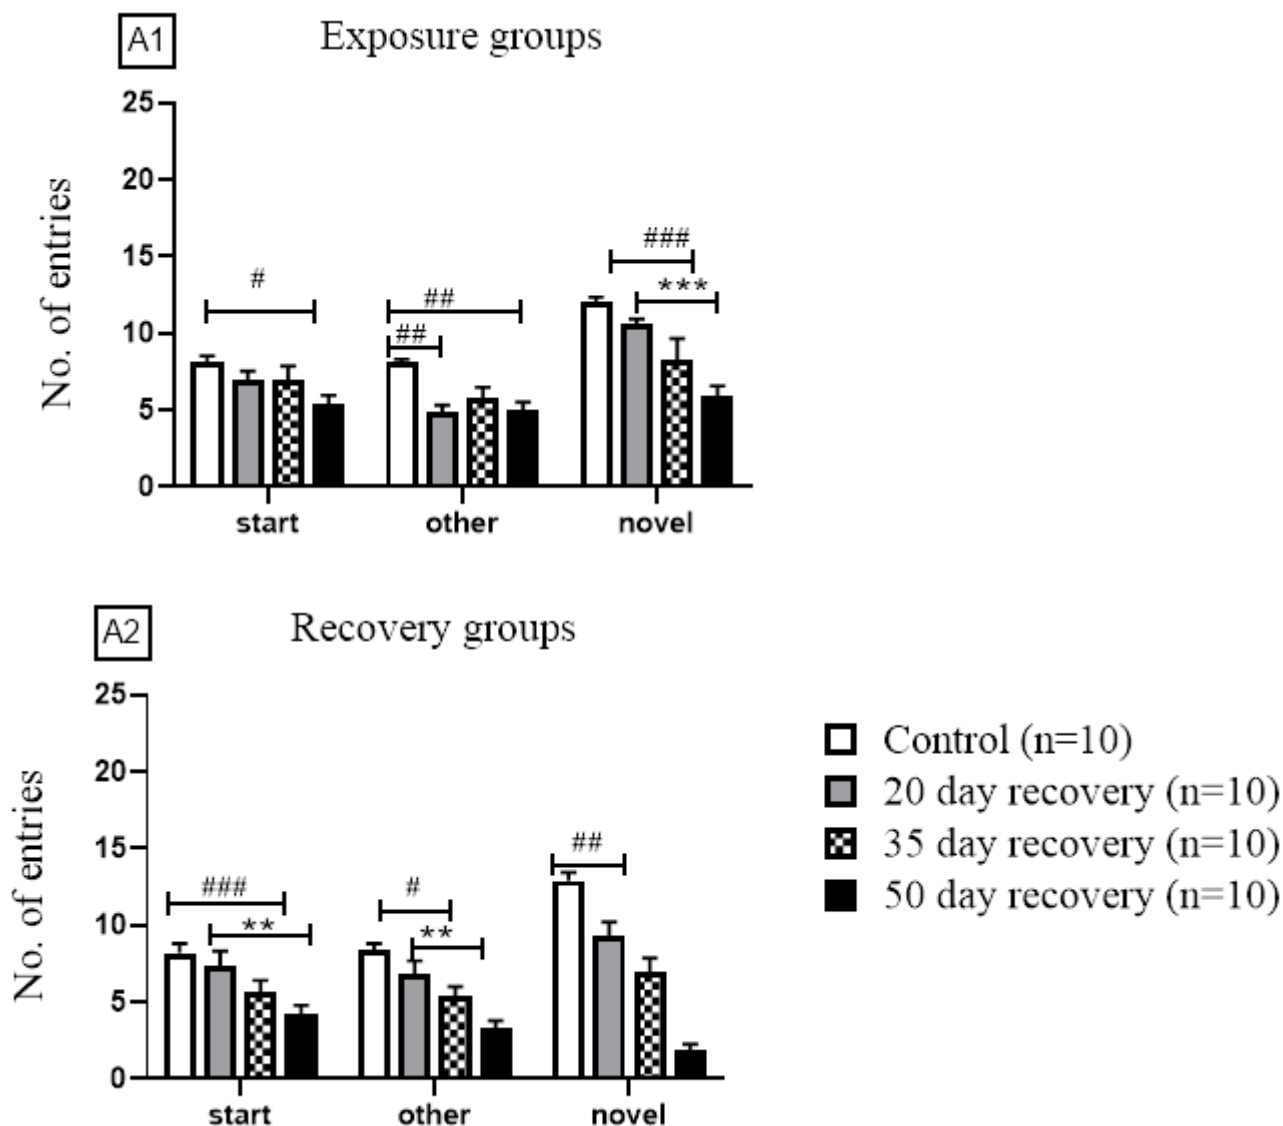 A1 Exposure groups
25
20
15
10
5
0
No. of entries
#
##
##
###
***
start other novel
A2 Recovery groups
25
20
15
10
5
0
No. of entries
###
**
#
**
##
start other novel
Control (n=10)
20 day recovery (n=10)
35 day recovery (n=10)
50 day recovery (n=10)